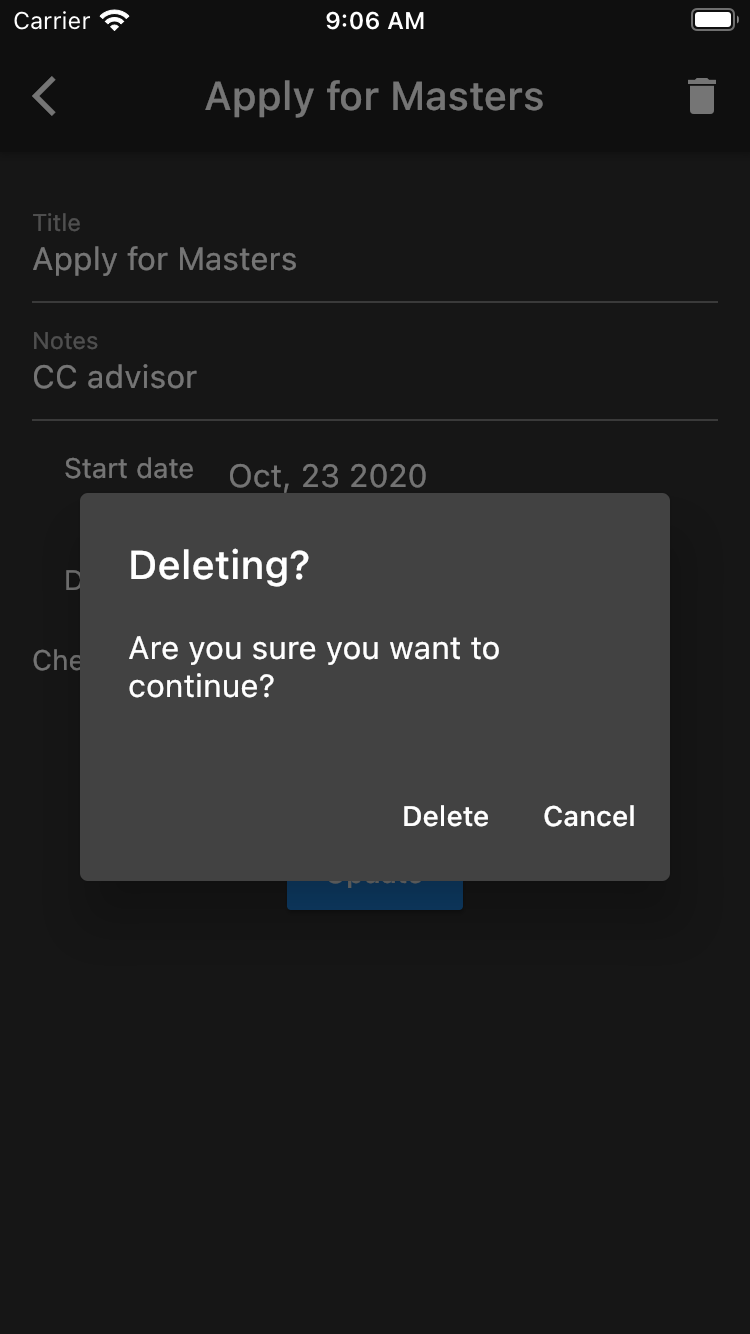 Carrier 9:06 AM
Apply for Masters
Title
Apply for Masters
Notes
CC advisor
Start date Oct, 23 2020
Deleting?
Are you sure you want to
continue?
Delete Cancel